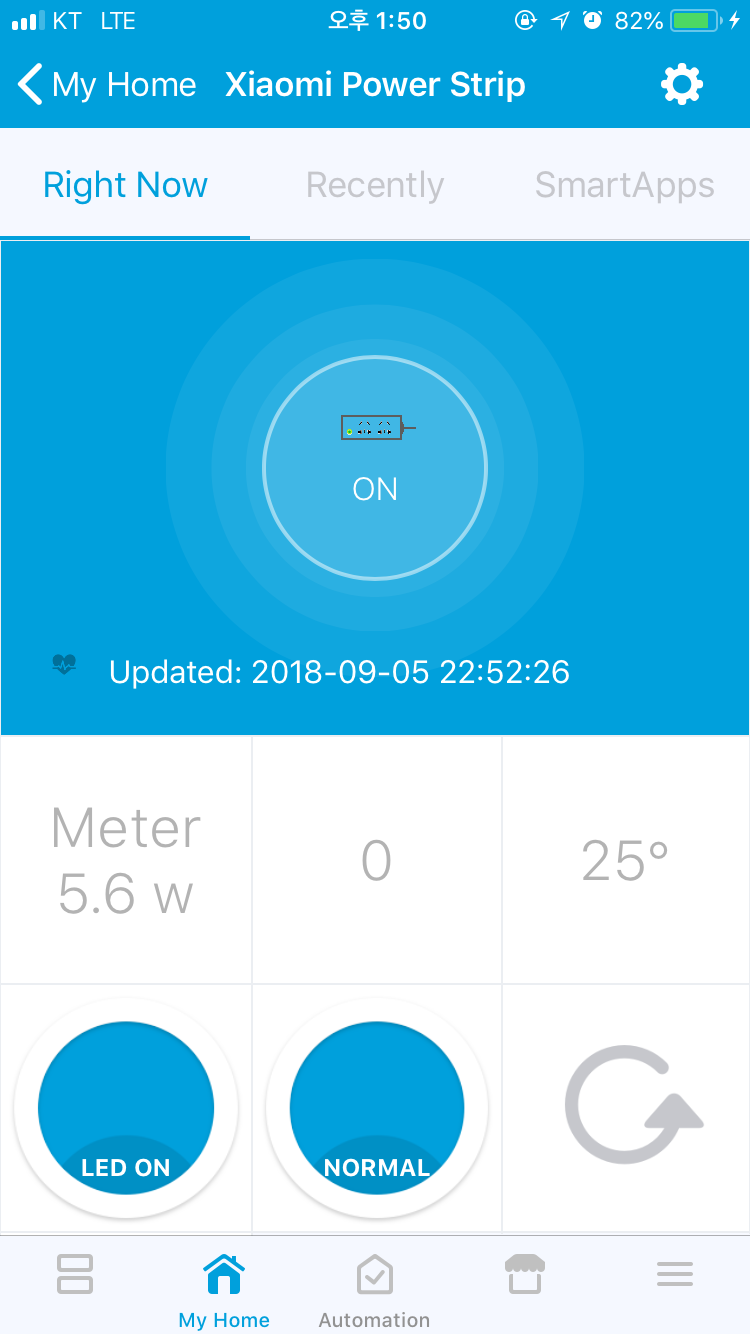 KT LTE 오후 1:50 82%
My Home Xiaomi Power Strip
Right Now Recently SmartApps
ON
Updated: 2018-09-05 22:52:26
Meter
5.6 w
0
25°
LED ON NORMAL
My Home Automation